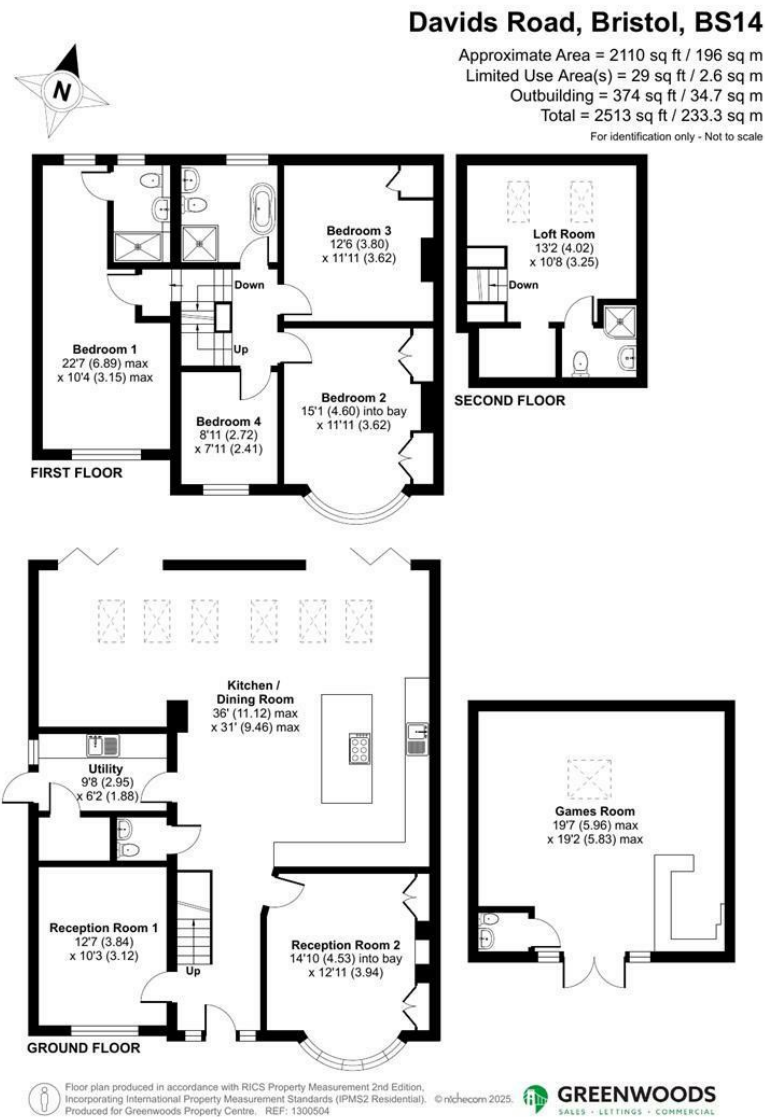 Davids Road, Bristol, BS14
Approximate Area = 2110 sq ft / 196 sq m
Limited Use Area(s) = 29 sq ft / 2.6 sq m
Outbuilding = 374 sq ft / 34.7 sq m
Total = 2513 sq ft / 233.3 sq m
For identification only - Not to scale
N
Bedroom 3
12'6 (3.80)
x 11'11 (3.62)
Down
Up
Bedroom 1
22'7 (6.89) max
x 10'4 (3.15) max
Bedroom 4
8'11 (2.72)
x 7'11 (2.41)
Bedroom 2
15'1 (4.60) into bay
x 11'11 (3.62)
FIRST FLOOR
Loft Room
13'2 (4.02)
x 10'8 (3.25)
Down
SECOND FLOOR
Kitchen /
Dining Room
36' (11.12) max
x 31' (9.46) max
Utility
9'8 (2.95)
x 6'2 (1.88)
Reception Room 1
12'7 (3.84)
x 10'3 (3.12)
Up
Reception Room 2
14'10 (4.53) into bay
x 12'11 (3.94)
GROUND FLOOR
Games Room
19'7 (5.96) max
x 19'2 (5.83) max
Floor plan produced in accordance with RICS Property Measurement 2nd Edition,
Incorporating International Property Measurement Standards (IPMS2 Residential). © nichecom 2025.
Produced for Greenwoods Property Centre. REF: 1300504
GREENWOODS
SALES - LETTINGS - COMMERCIAL